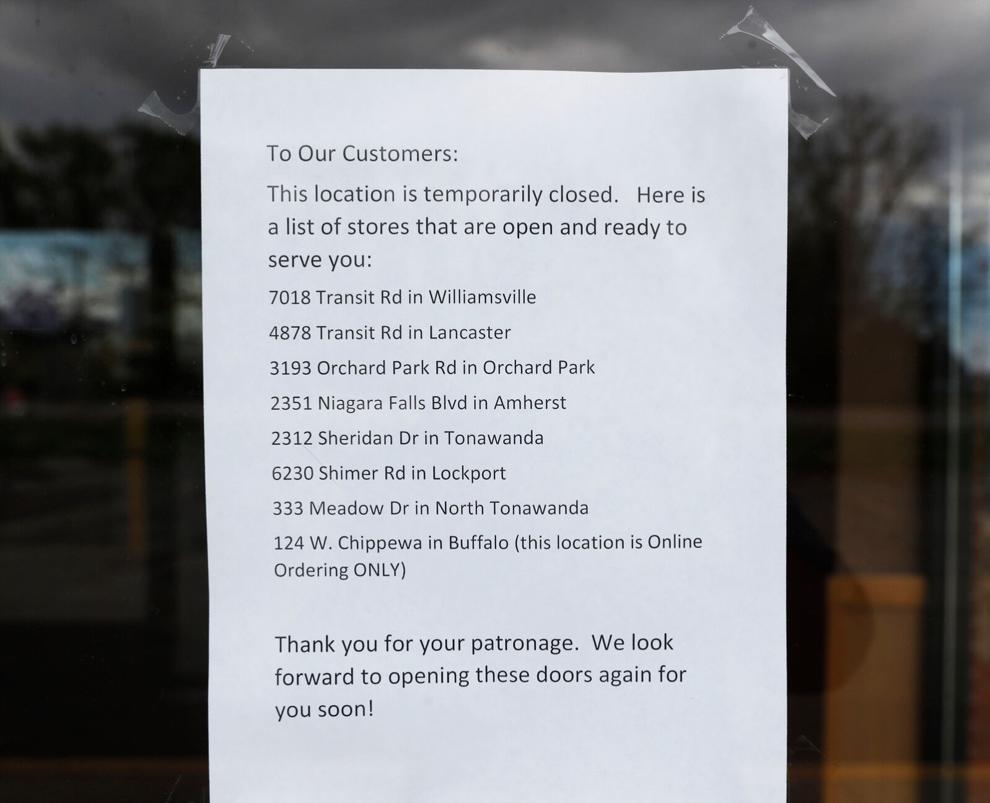 To Our Customers:
This location is temporarily closed.   Here is
a list of stores that are open and ready to
serve you:
7018 Transit Rd in Williamsville
4878 Transit Rd in Lancaster
3193 Orchard Park Rd in Orchard Park
2351 Niagara Falls Blvd in Amherst
2312 Sheridan Dr in Tonawanda
6230 Shimer Rd in Lockport
333 Meadow Dr in North Tonawanda
124 W. Chippewa in Buffalo (this location is Online
Ordering ONLY)
Thank you for your patronage.  We look
forward to opening these doors again for
you soon!